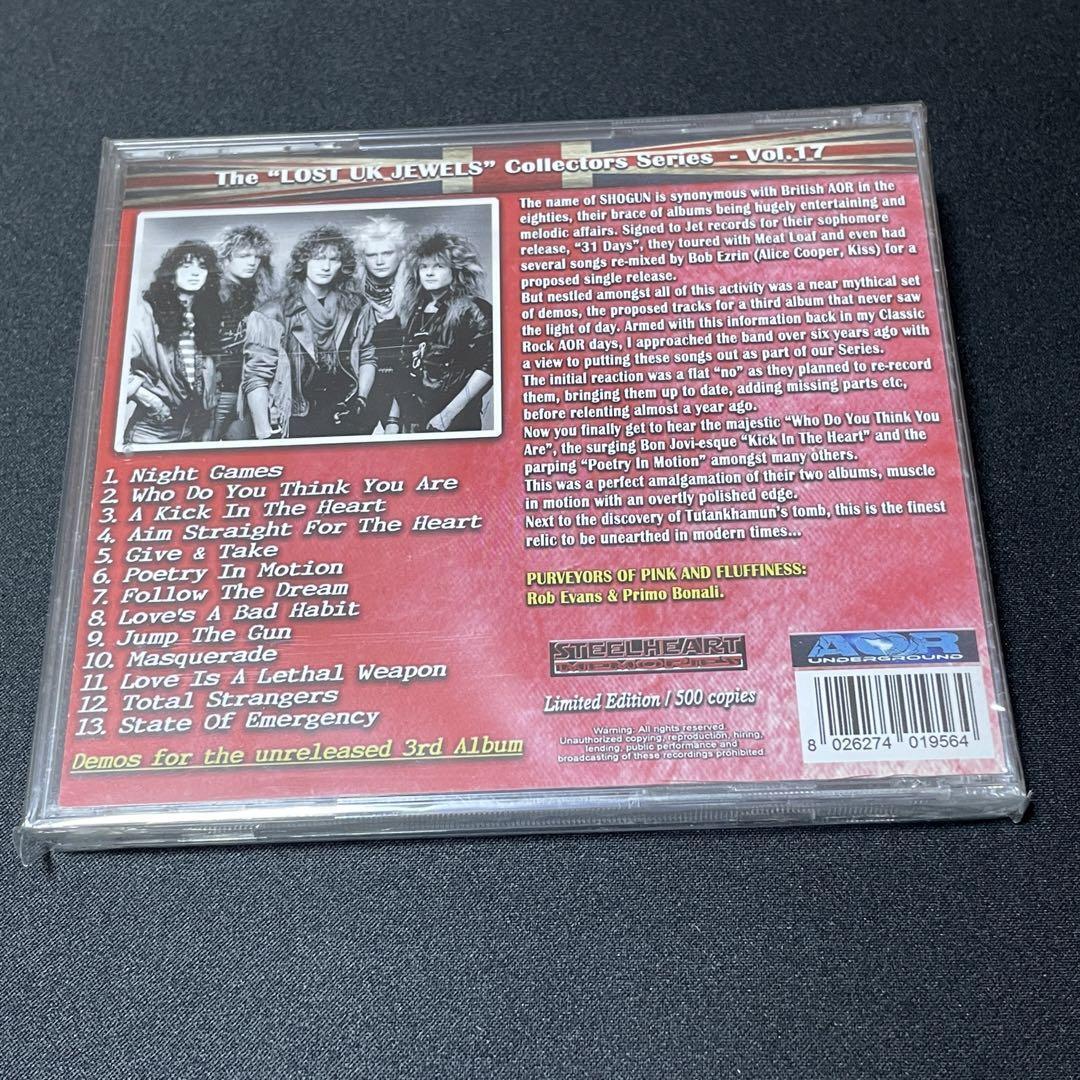 The "LOST UK JEWELS" Collectors Series - Vol.17
The name of SHOGUN is synonymous with British AOR in the
eighties, their brace of albums being hugely entertaining and
melodic affairs. Signed to Jet records for their sophomore
release, "31 Days", they toured with Meat Loaf and even had
several songs re-mixed by Bob Ezrin (Alice Cooper, Kiss) for a
proposed single release.
But nestled amongst all of this activity was a near mythical set
of demos, the proposed tracks for a third album that never saw
the light of day. Armed with this information back in my Classic
Rock AOR days, I approached the band over six years ago with
a view to putting these songs out as part of our Series.
The initial reaction was a flat "no" as they planned to re-record
them, bringing them up to date, adding missing parts etc,
before relenting almost a year ago.
Now you finally get to hear the majestic "Who Do You Think You
Are", the surging Bon Jovi-esque "Kick In The Heart" and the
parping "Poetry In Motion" amongst many others.
This was a perfect amalgamation of their two albums, muscle
in motion with an overtly polished edge.
Next to the discovery of Tutankhamun's tomb, this is the finest
relic to be unearthed in modern times...
PURVEYORS OF PINK AND FLUFFINESS:
Rob Evans & Primo Bonali.
1. Night Games
2. Who Do You Think You Are
3. A Kick In The Heart
4. Aim Straight For The Heart
5. Give & Take
6. Poetry In Motion
7. Follow The Dream
8. Love's A Bad Habit
9. Jump The Gun
10. Masquerade
11. Love Is A Lethal Weapon
12. Total Strangers
13. State Of Emergency
Demos for the unreleased 3rd Album
STEELHEART
MEMORIES
Limited Edition / 500 copies
Warning. All rights reserved.
Unauthorized copying, reproduction, hiring,
lending, public performance and
broadcasting of these recordings prohibited
AOR
UNDERGROUND
8 026274 019564